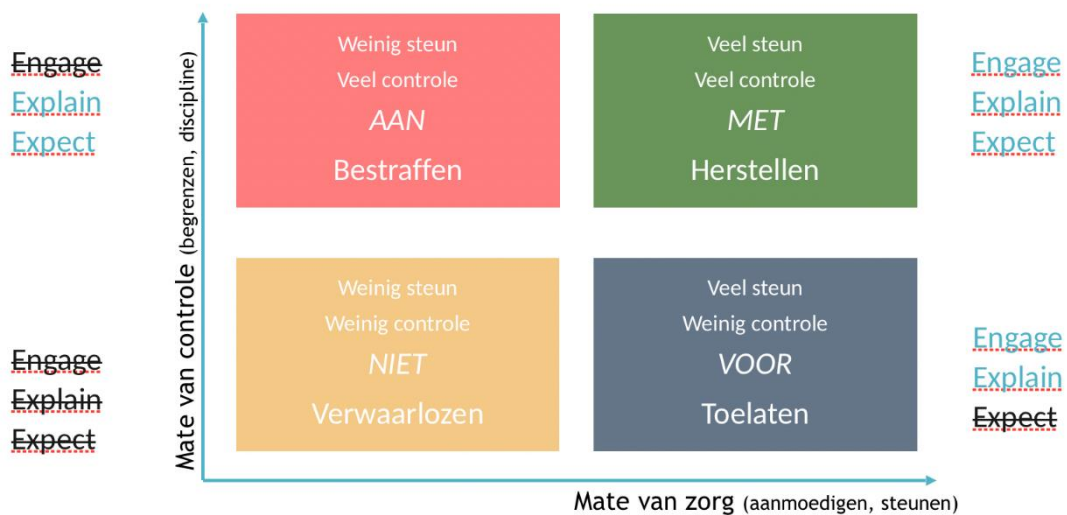 Engage
Explain
Expect
Mate van controle (begrenzen, discipline)
Weinig steun
Veel controle
AAN
Bestraffen
Veel steun
Veel controle
MET
Herstellen
Engage
Explain
Expect
Engage
Explain
Expect
Weinig steun
Weinig controle
NIET
Verwaarlozen
Veel steun
Weinig controle
VOOR
Toelaten
Engage
Explain
Expect
Mate van zorg (aanmoedigen, steunen)